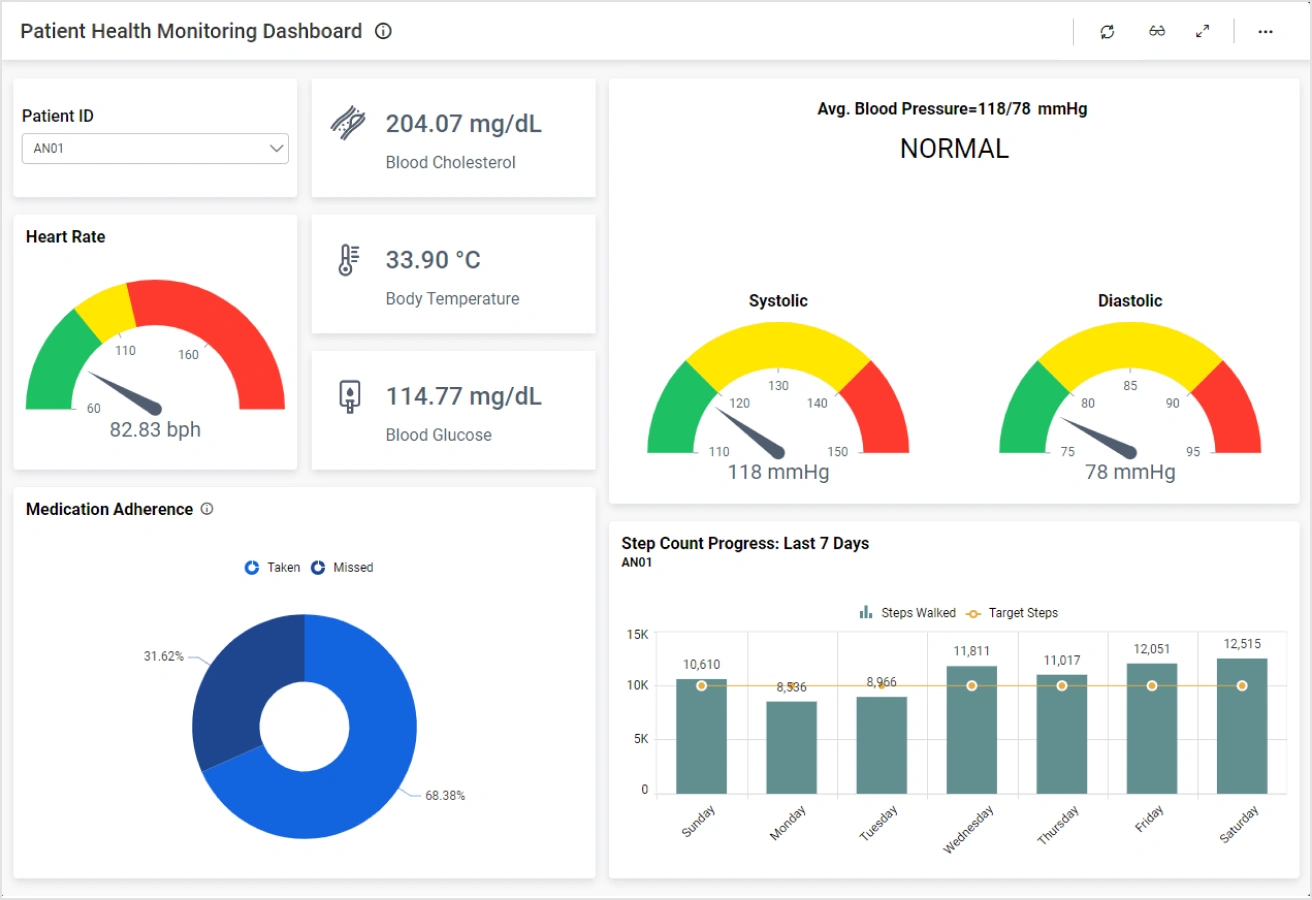 Patient Health Monitoring Dashboard
Patient ID
AN01
204.07 mg/dL
Blood Cholesterol
Heart Rate
110
160
60
82.83 bph
33.90 °C
Body Temperature
114.77 mg/dL
Blood Glucose
Avg. Blood Pressure=118/78 mmHg
NORMAL
Systolic
130
120
140
110
150
118 mmHg
Diastolic
85
80
90
75
95
78 mmHg
Medication Adherence
Taken Missed
31.62%
68.38%
Step Count Progress: Last 7 Days
AN01
Steps Walked Target Steps
15K
10K
5K
0
10,610
8,536
8,966
11,811
11,017
12,051
12,515
Sunday
Monday
Tuesday
Wednesday
Thursday
Friday
Saturday